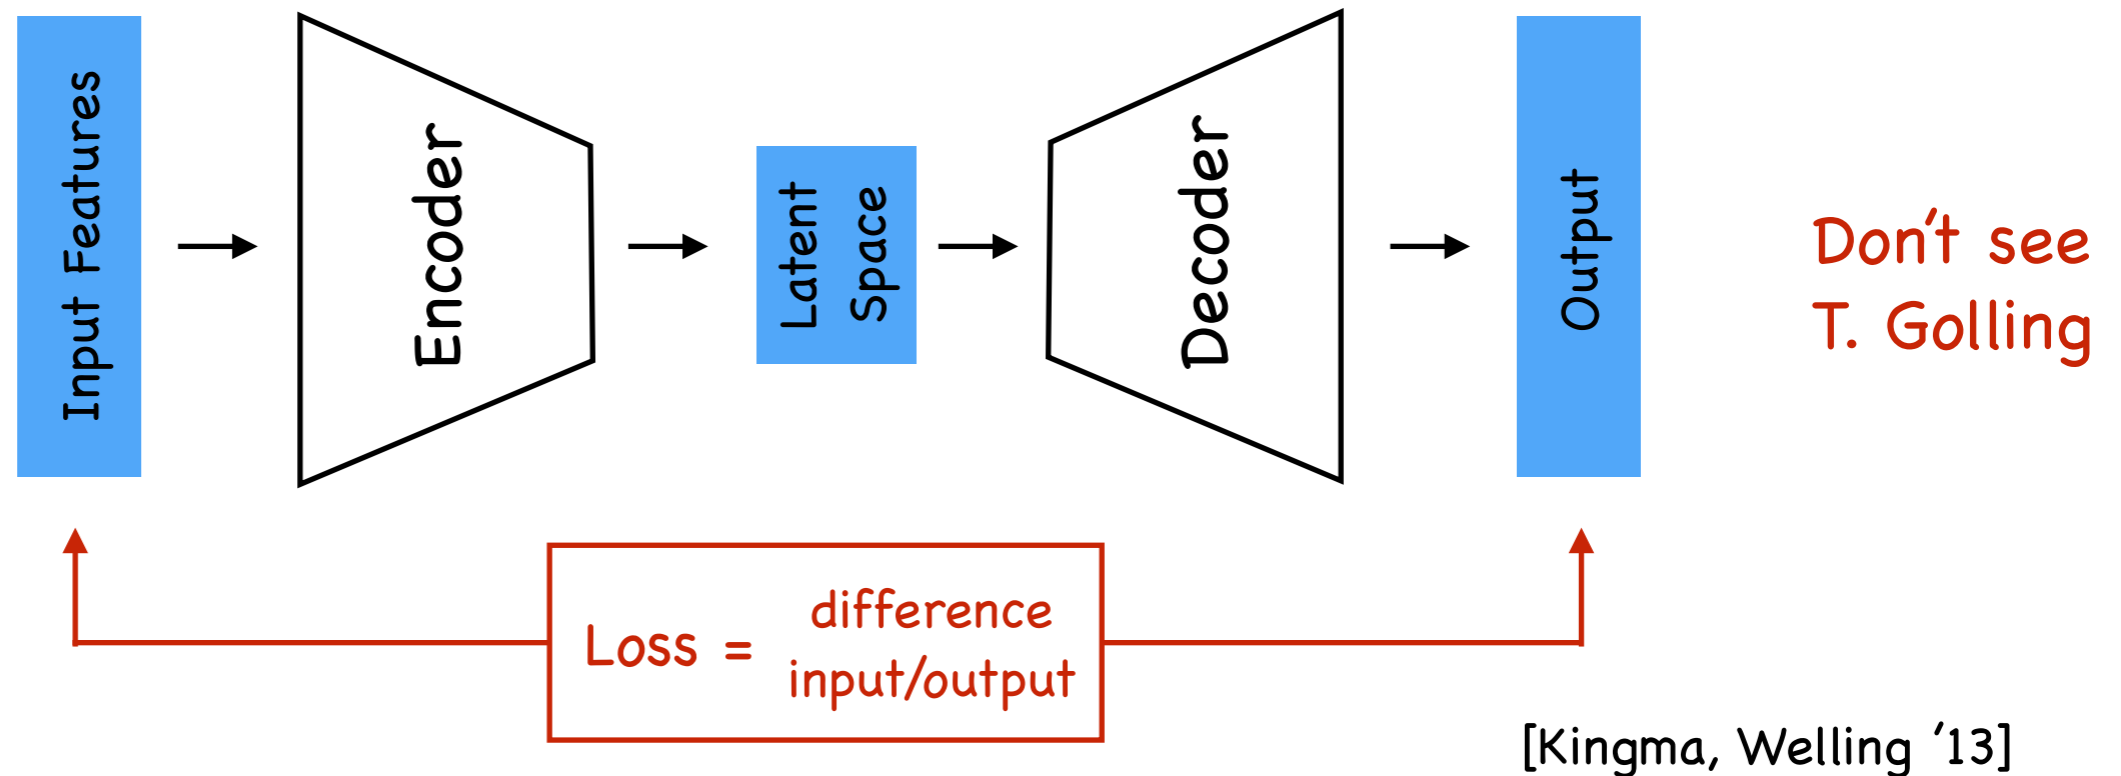 Input Features
Encoder
Latent
Space
Decoder
Output
Don't see
T. Golling
Loss =
difference
input/output
[Kingma, Welling '13]